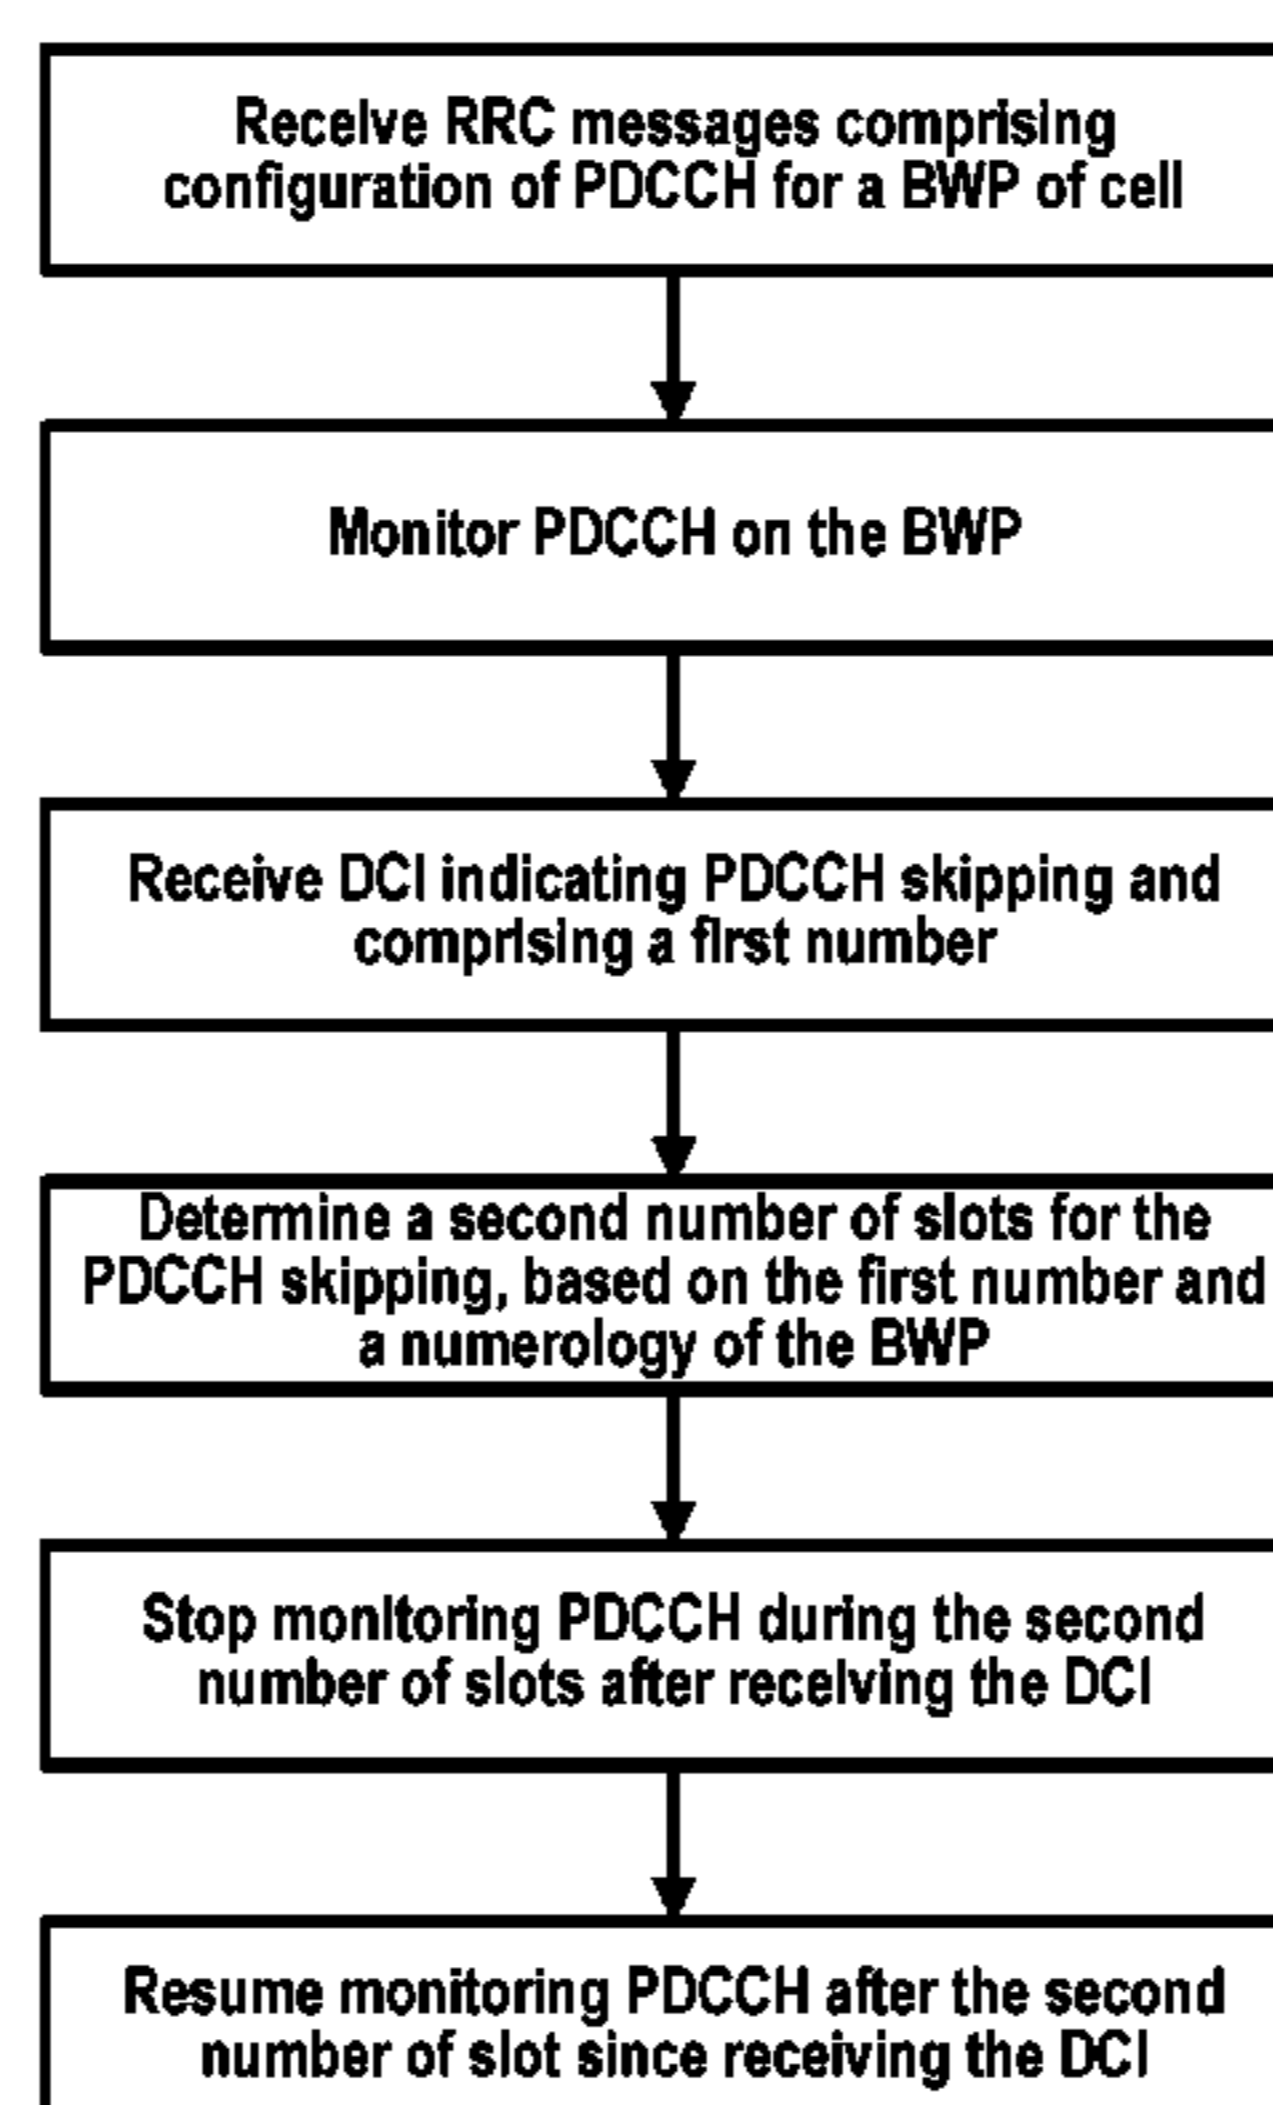 Receive RRC messages comprising
configuration of PDCCH for a BWP of cell
Monitor PDCCH on the BWP
Receive DCI indicating PDCCH skipping and
comprising a first number
Determine a second number of slots for the
PDCCH skipping, based on the first number and
a numerology of the BWP
Stop monitoring PDCCH during the second
number of slots after receiving the DCI
Resume monitoring PDCCH after the second
number of slot since receiving the DCI